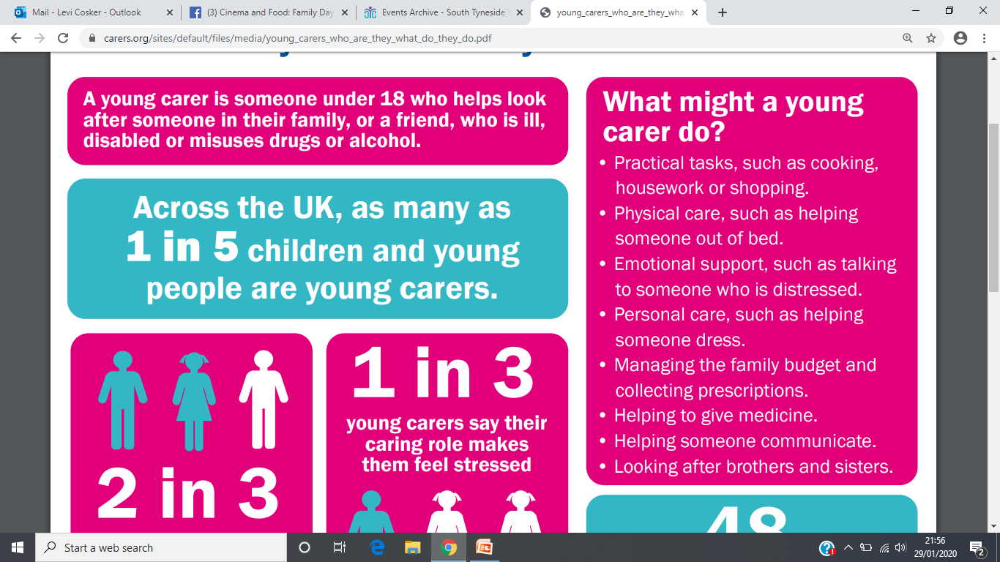 Mail - Levi Cosker - Outlook
(3) Cinema and Food: Family Day
Events Archive - South Tyneside
young_carers_who_are_they_wha
carers.org/sites/default/files/media/young_carers_who_are_they_what_do_they_do.pdf
A young carer is someone under 18 who helps look
after someone in their family, or a friend, who is ill,
disabled or misuses drugs or alcohol.
Across the UK, as many as
1 in 5 children and young
people are young carers.
2 in 3
1 in 3
young carers say their
caring role makes
them feel stressed
What might a young
carer do?
• Practical tasks, such as cooking,
housework or shopping.
• Physical care, such as helping
someone out of bed.
• Emotional support, such as talking
to someone who is distressed.
• Personal care, such as helping
someone dress.
• Managing the family budget and
collecting prescriptions.
• Helping to give medicine.
• Helping someone communicate.
• Looking after brothers and sisters.
48
Start a web search
21:56
29/01/2020
2